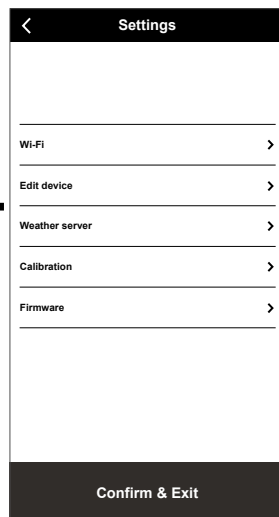 Settings
Wi-Fi
Edit device
Weather server
Calibration
Firmware
Confirm & Exit